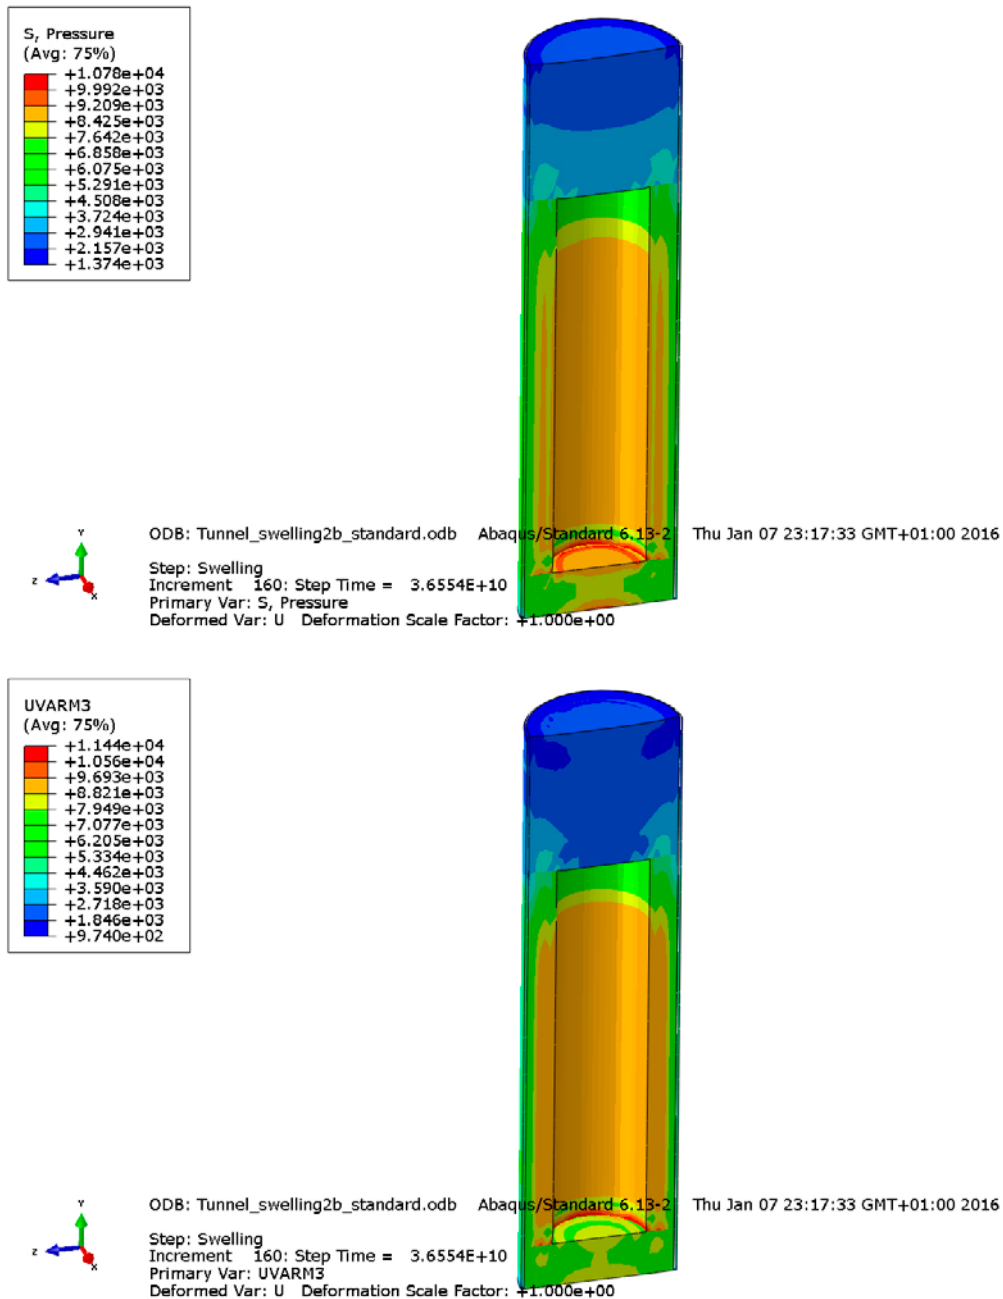 S, Pressure
(Avg: 75%)
+1.078e+04
+9.992e+03
+9.209e+03
+8.425e+03
+7.642e+03
+6.858e+03
+6.075e+03
+5.291e+03
+4.508e+03
+3.724e+03
+2.941e+03
+2.157e+03
+1.374e+03
Y
Z
X
ODB: Tunnel_swelling2b_standard.odb Abaqus/Standard 6.13-2 Thu Jan 07 23:17:33 GMT+01:00 2016
Step: Swelling
Increment 160: Step Time = 3.6554E+10
Primary Var: S, Pressure
Deformed Var: U Deformation Scale Factor: +1.000e+00
UVARM3
(Avg: 75%)
+1.144e+04
+1.056e+04
+9.693e+03
+8.821e+03
+7.949e+03
+7.077e+03
+6.205e+03
+5.334e+03
+4.462e+03
+3.590e+03
+2.718e+03
+1.846e+03
+9.740e+02
Y
Z
X
ODB: Tunnel_swelling2b_standard.odb Abaqus/Standard 6.13-2 Thu Jan 07 23:17:33 GMT+01:00 2016
Step: Swelling
Increment 160: Step Time = 3.6554E+10
Primary Var: UVARM3
Deformed Var: U Deformation Scale Factor: +1.000e+00